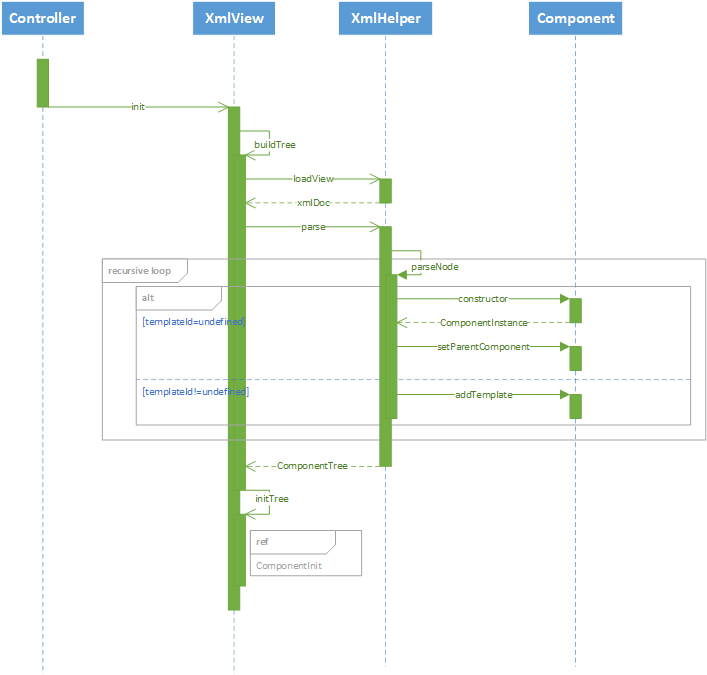 Controller
XmlView
XmlHelper
Component
init
buildTree
loadView
xmlDoc
parse
parseNode
recursive loop
alt
constructor
[templateId=undefined]
ComponentInstance
setParentComponent
[templateId!=undefined]
addTemplate
ComponentTree
initTree
ref
ComponentInit